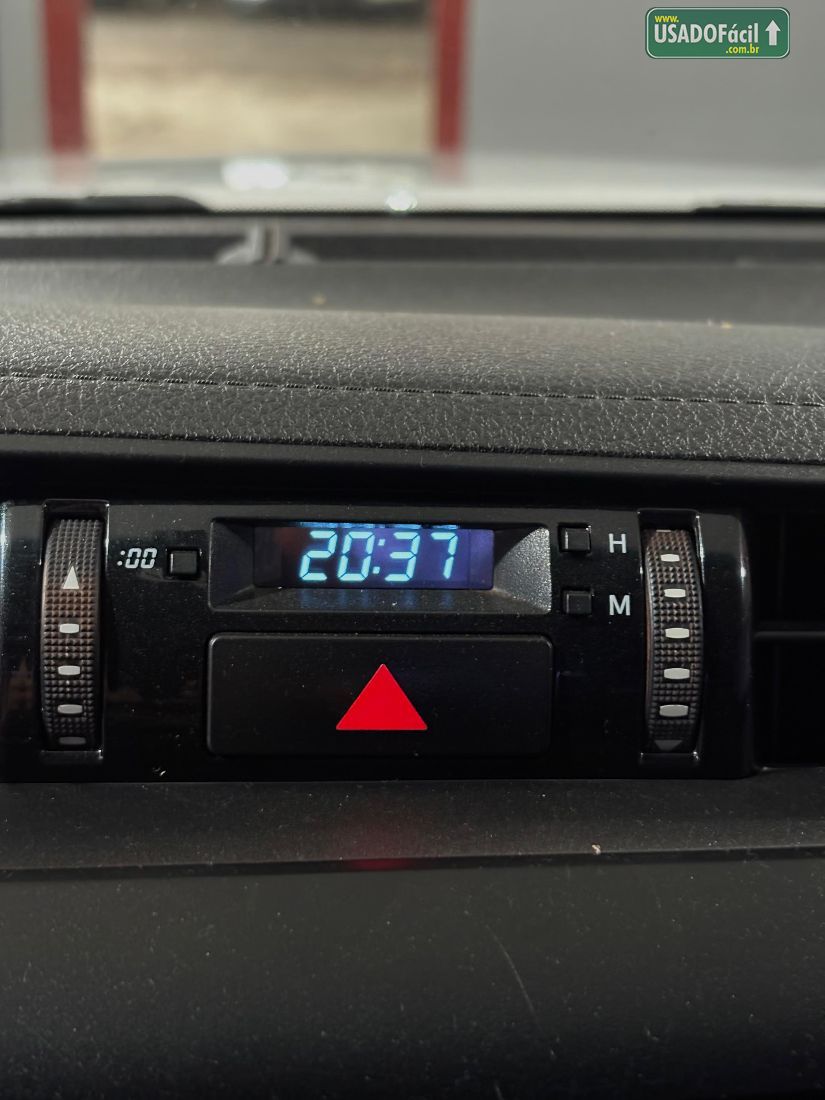 www.
USADOFácil
.com.br
:00
20:37
H
M